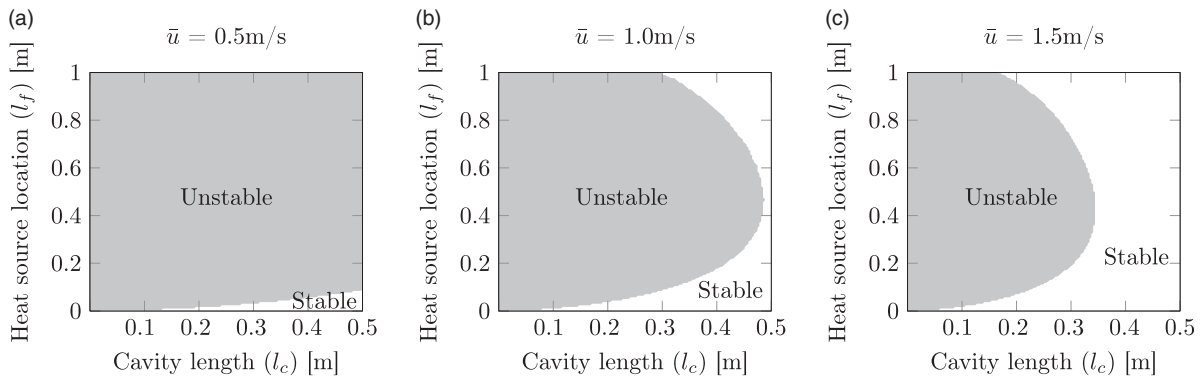 (a)
ū = 0.5m/s
Heat source location (l_f) [m]
1
0.8
0.6
0.4
0.2
0
Unstable
Stable
0.1 0.2 0.3 0.4 0.5
Cavity length (l_c) [m]
(b)
ū = 1.0m/s
Heat source location (l_f) [m]
1
0.8
0.6
0.4
0.2
0
Unstable
Stable
0.1 0.2 0.3 0.4 0.5
Cavity length (l_c) [m]
(c)
ū = 1.5m/s
Heat source location (l_f) [m]
1
0.8
0.6
0.4
0.2
0
Unstable
Stable
0.1 0.2 0.3 0.4 0.5
Cavity length (l_c) [m]